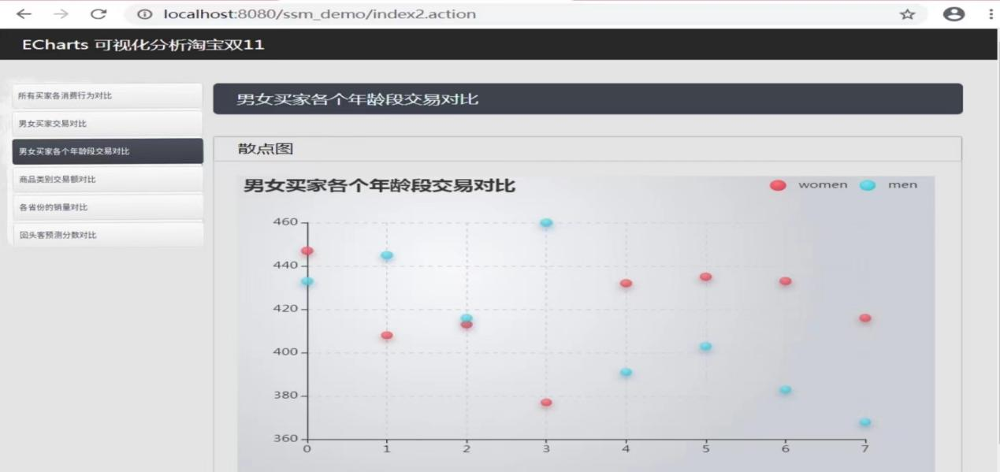 localhost:8080/ssm_demo/index2.action
ECharts 可视化分析淘宝双11
所有买家各消费行为对比
男女买家交易对比
男女买家各个年龄段交易对比
商品类别交易额对比
各省份的销量对比
回头客预测分数对比
男女买家各个年龄段交易对比
散点图
男女买家各个年龄段交易对比
women men
460
440
420
400
380
360
0 1 2 3 4 5 6 7